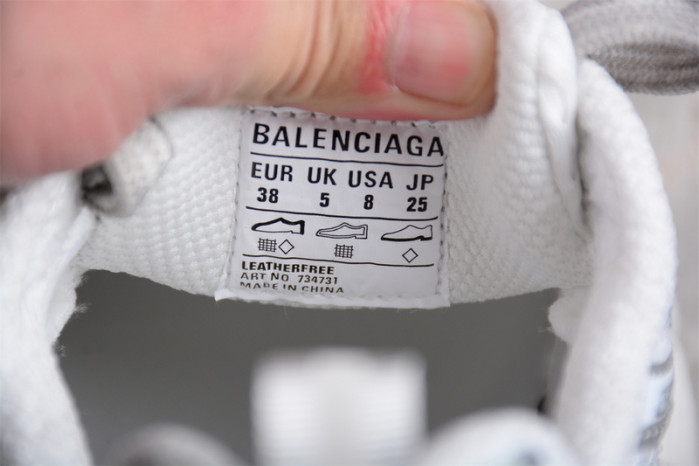 BALENCIAGA
EUR UK USA JP
38 5 8 25
LEATHERFREE
ART NO 734731
MADE IN CHINA